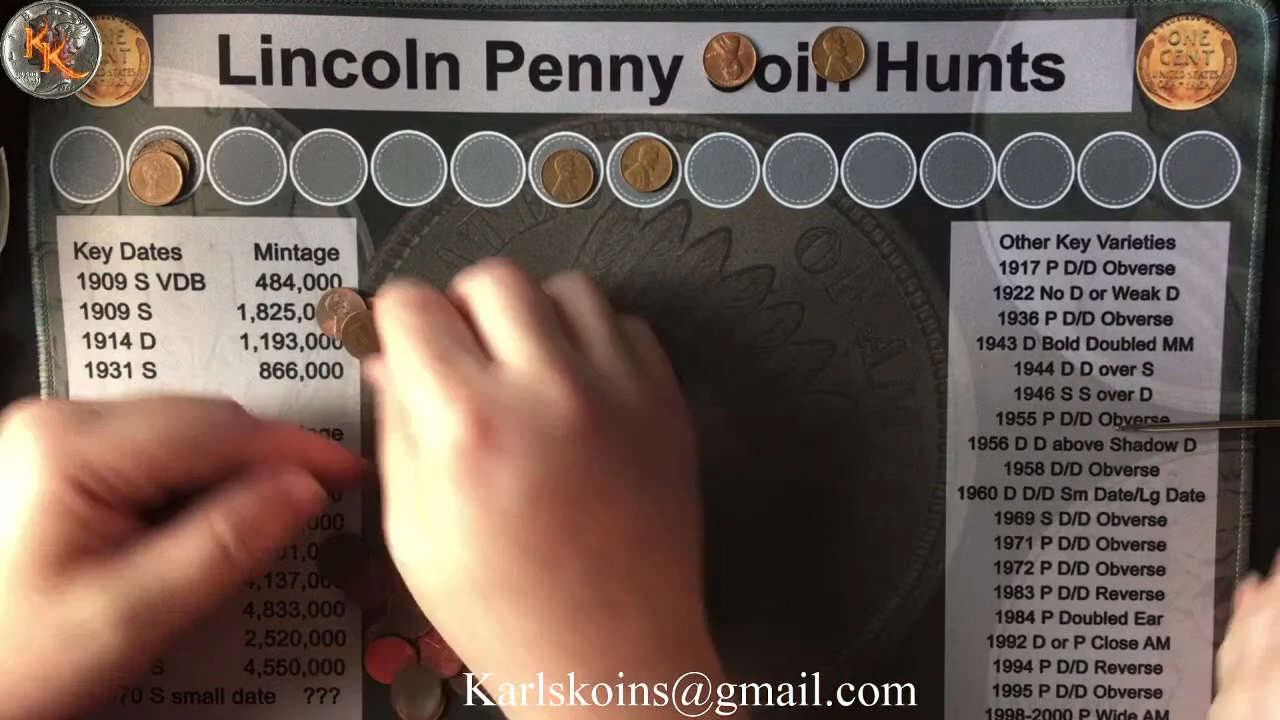 KK
ONE
CENT
Lincoln Penny oin Hunts
ONE
CENT
UNITED STATES
OF AMERICA
Key Dates Mintage
1909 S VDB 484,000
1909 S 1,825,0
1914 D 1,193,000
1931 S 866,000
4,137,0
4,833,000
2,520,000
S 4,550,000
70 S small date ???
Other Key Varieties
1917 P D/D Obverse
1922 No D or Weak D
1936 P D/D Obverse
1943 D Bold Doubled MM
1944 D D over S
1946 S S over D
1955 P D/D Obverse
1956 D D above Shadow D
1958 D/D Obverse
1960 D D/D Sm Date/Lg Date
1969 S D/D Obverse
1971 P D/D Obverse
1972 P D/D Obverse
1983 P D/D Reverse
1984 P Doubled Ear
1992 D or P Close AM
1994 P D/D Reverse
1995 P D/D Obverse
1998-2000 P Wide AM
Karlskoins@gmail.com